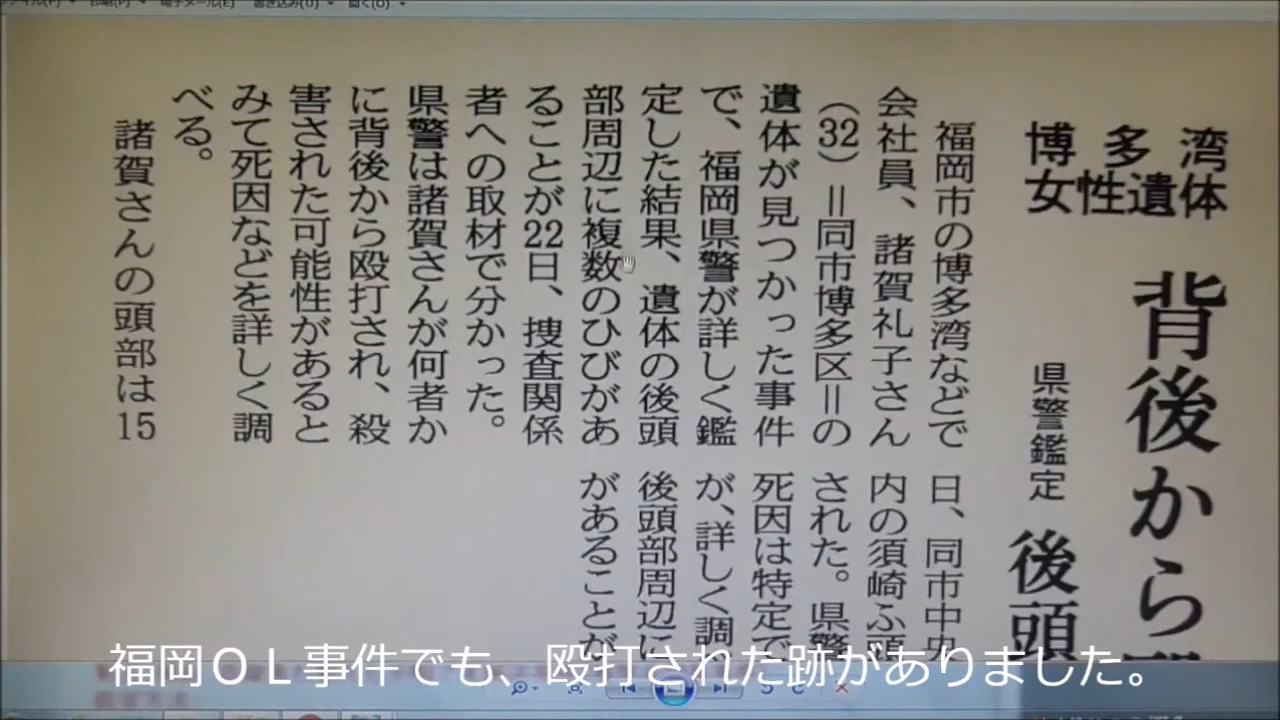 博多湾
女性遺体
背後から
県警鑑定
後頭
福岡市の博多湾などで
会社員、諸賀礼子さん
（32）＝同市博多区＝の
遺体が見つかった事件
で、福岡県警が詳しく鑑
定した結果、遺体の後頭
部周辺に複数のひびがあ
ることが22日、捜査関係
者への取材で分かった。
県警は諸賀さんが何者か
に背後から殴打され、殺
害された可能性があると
みて死因などを詳しく調
べる。
諸賀さんの頭部は15
日、同市中央
内の須崎ふ頭
された。県警
死因は特定で
が、詳しく調
後頭部周辺に
があることが
福岡ＯＬ事件でも、殴打された跡がありました。